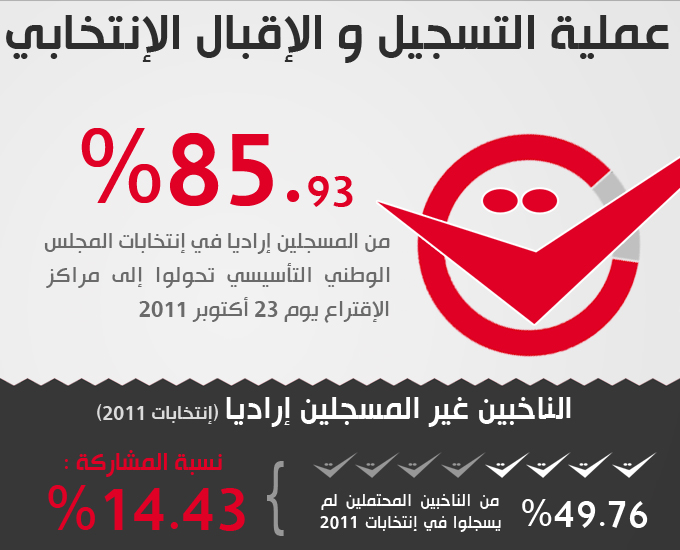 عملية التسجيل و الإقبال الإنتخابي
%85.93
من المسجلين إراديا في إنتخابات المجلس
الوطني التأسيسي تحولوا إلى مراكز
الإقتراع يوم 23 أكتوبر 2011
الناخبين غير المسجلين إراديا (إنتخابات 2011)
%49.76
من الناخبين المحتملين لم
يسجلوا في إنتخابات 2011
نسبة المشاركة :
%14.43